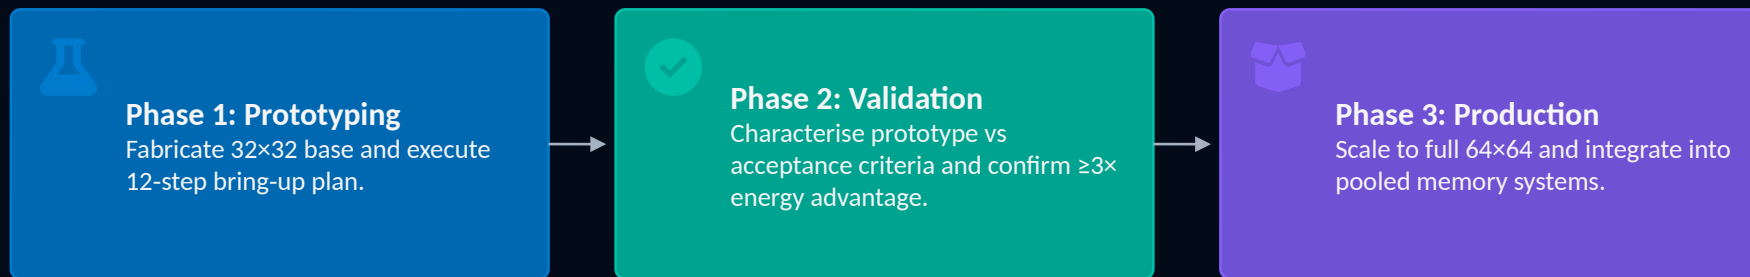 Phase 1: Prototyping
Fabricate 32×32 base and execute
12-step bring-up plan.
Phase 2: Validation
Characterise prototype vs
acceptance criteria and confirm ≥3×
energy advantage.
Phase 3: Production
Scale to full 64×64 and integrate into
pooled memory systems.